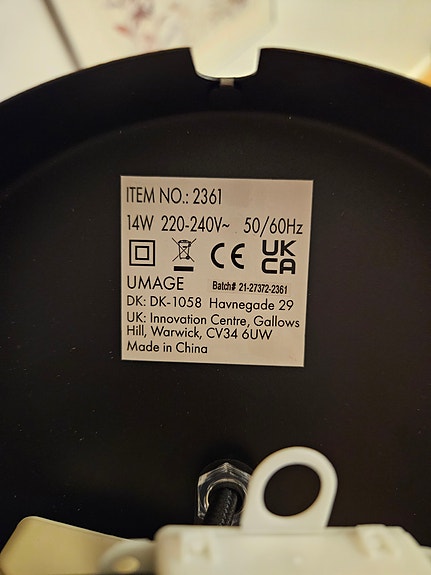 ITEM NO.: 2361
14W 220-240V~ 50/60Hz
CE UK CA
UMAGE Batch# 21-27372-2361
DK: DK-1058 Havnegade 29
UK: Innovation Centre, Gallows
Hill, Warwick, CV34 6UW
Made in China